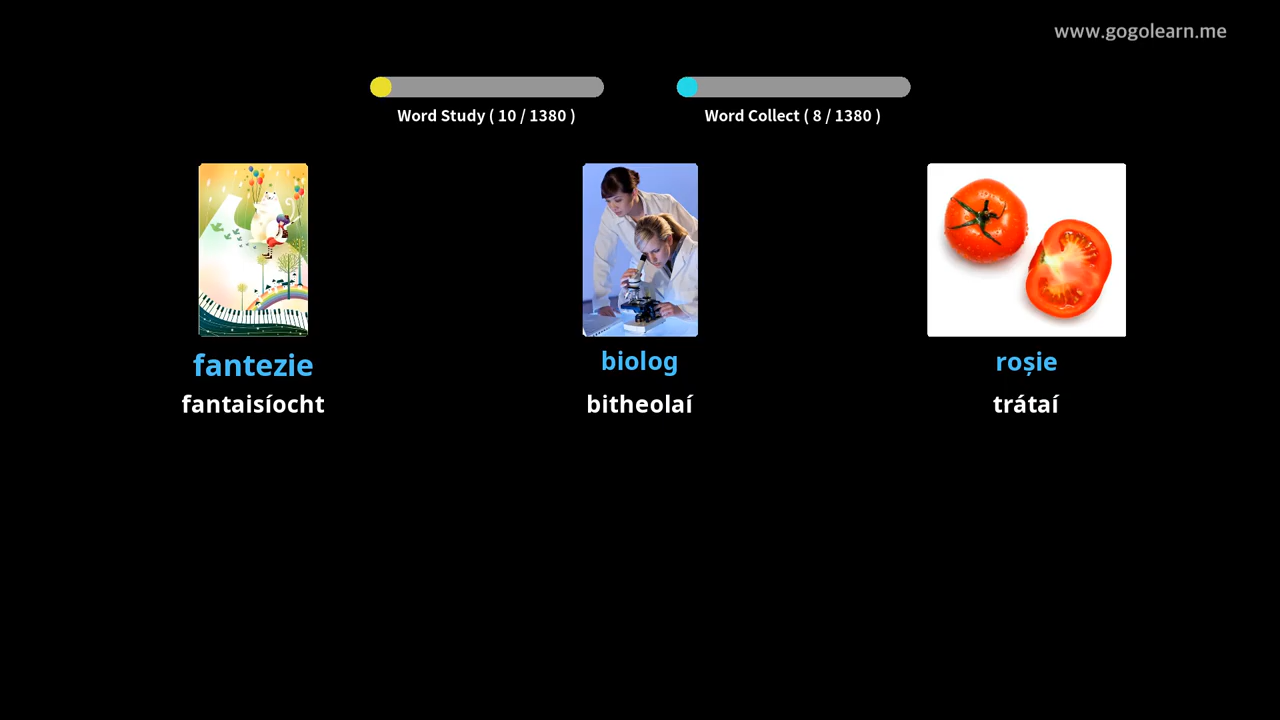 www.gogolearn.me
Word Study ( 10 / 1380 )
Word Collect ( 8 / 1380 )
fantezie
fantaisíocht
biolog
bitheolaí
roșie
trátaí